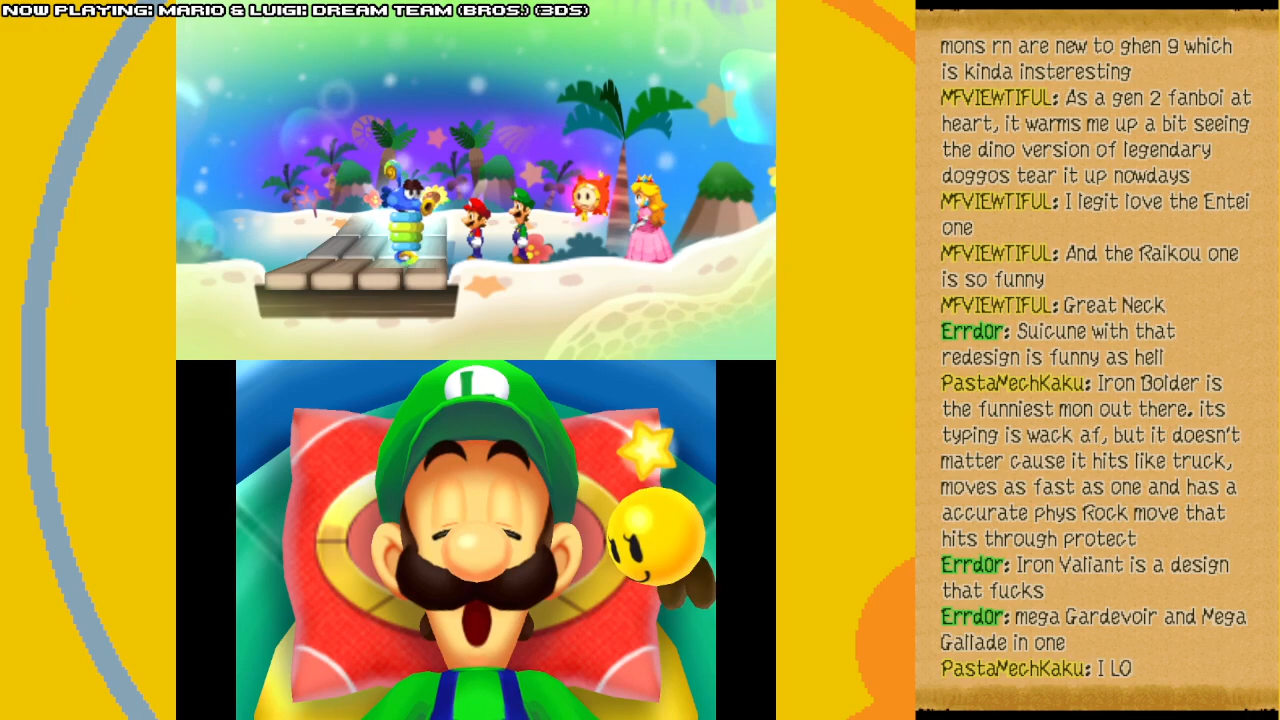 NOW PLAYING: MARIO & LUIGI: DREAM TEAM (BROS.) (3DS)
mons rn are new to ghen 9 which
is kinda insteresting
MFVIEWTIFUL: As a gen 2 fanboi at
heart, it warms me up a bit seeing
the dino version of legendary
doggos tear it up nowdays
MFVIEWTIFUL: I legit love the Entei
one
MFVIEWTIFUL: And the Raikou one
is so funny
MFVIEWTIFUL: Great Neck
Errd0r: Suicune with that
redesign is funny as hell
PastaMechKaku: Iron Bolder is
the funniest mon out there. its
typing is wack af, but it doesn't
matter cause it hits like truck,
moves as fast as one and has a
accurate phys Rock move that
hits through protect
Errd0r: Iron Valiant is a design
that fucks
Errd0r: mega Gardevoir and Mega
Gallade in one
PastaMechKaku: I LO
L